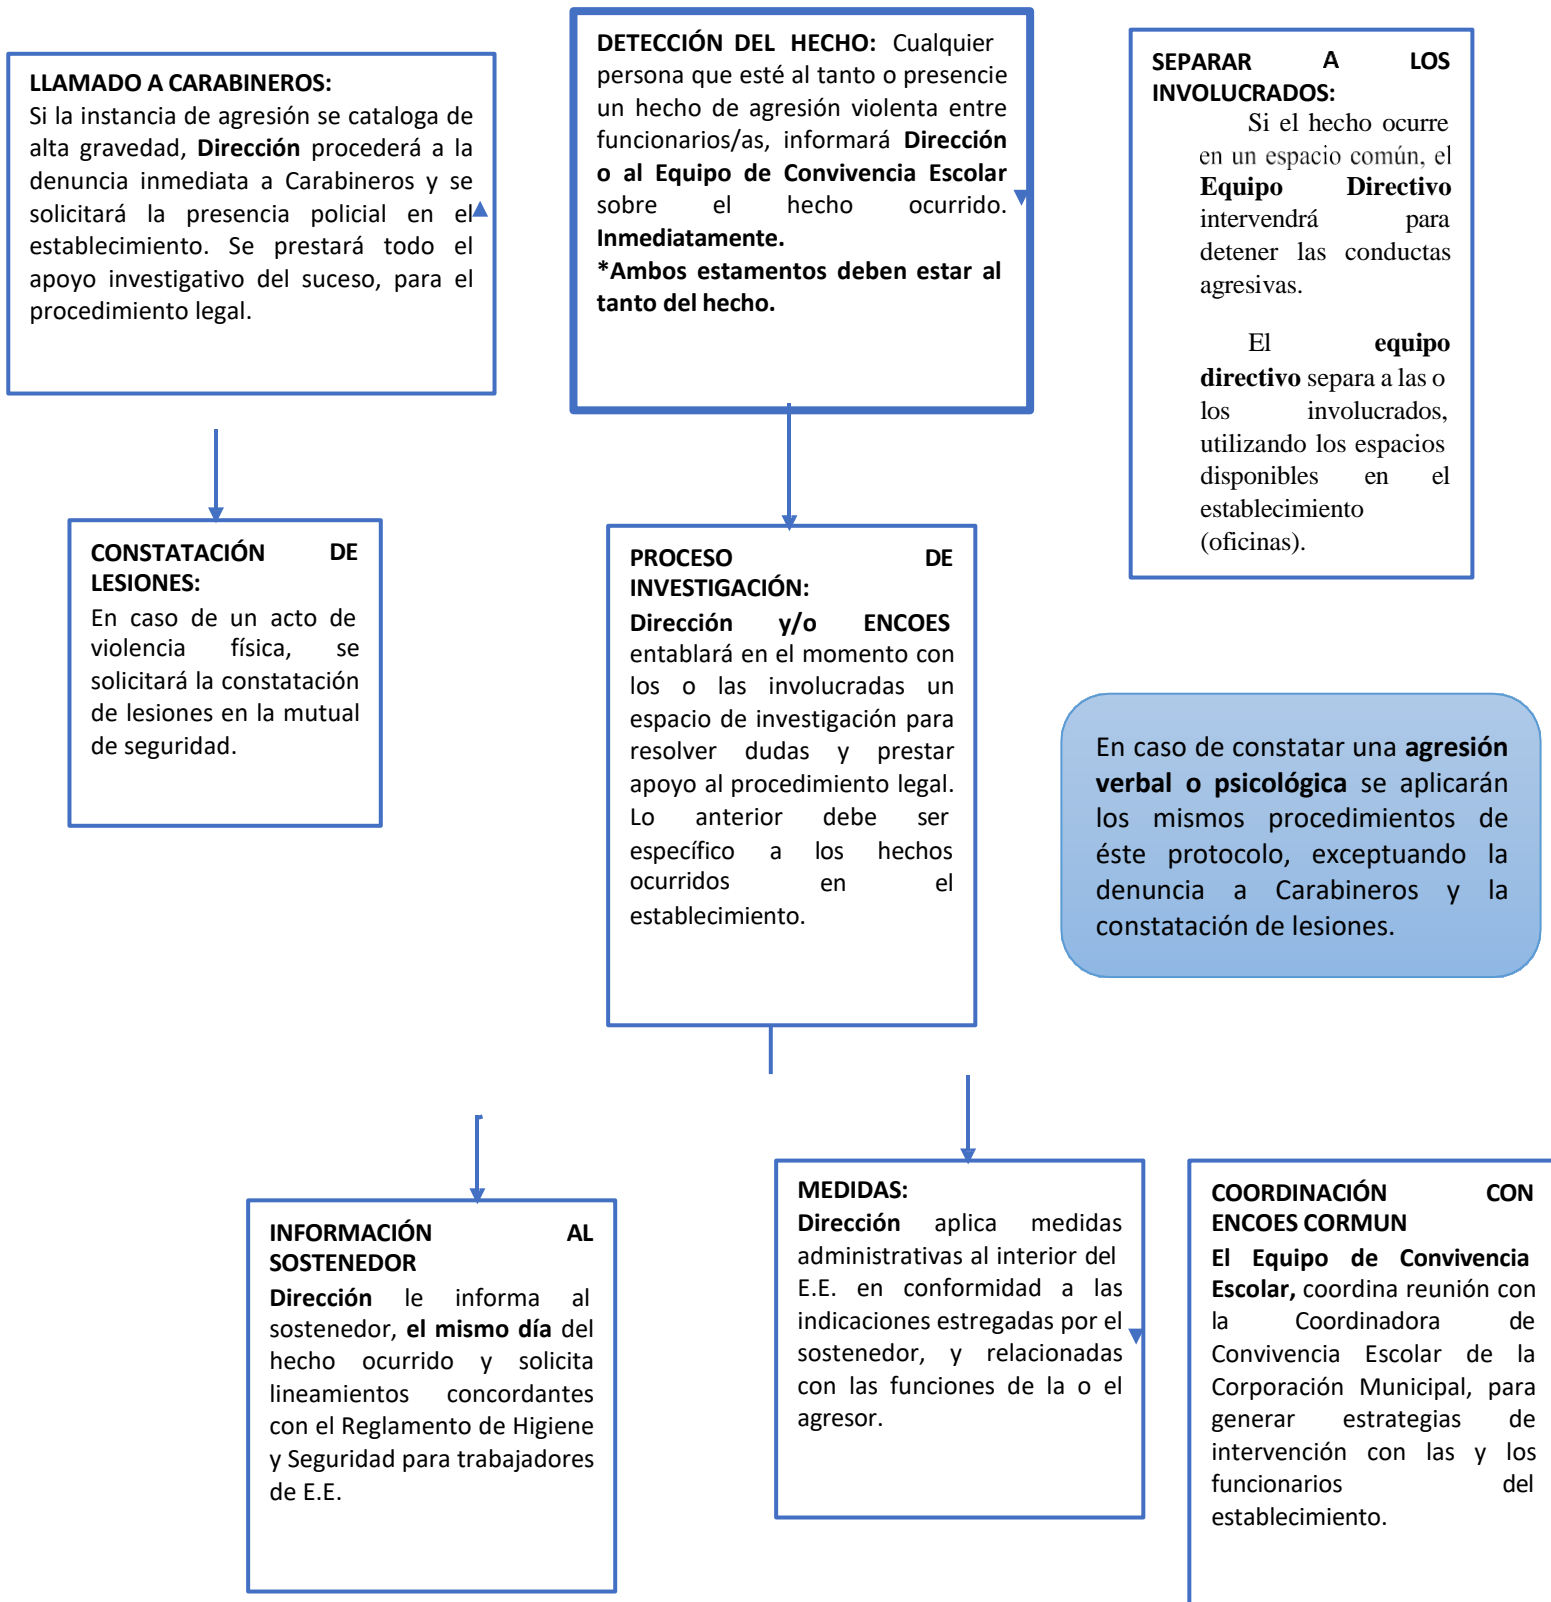 LLAMADO A CARABINEROS:
Si la instancia de agresión se cataloga de
alta gravedad, Dirección procederá a la
denuncia inmediata a Carabineros y se
solicitará la presencia policial en el
establecimiento. Se prestará todo el
apoyo investigativo del suceso, para el
procedimiento legal.
DETECCIÓN DEL HECHO: Cualquier
persona que esté al tanto o presencie
un hecho de agresión violenta entre
funcionarios/as, informará Dirección
o al Equipo de Convivencia Escolar
sobre el hecho ocurrido.
Inmediatamente.
*Ambos estamentos deben estar al
tanto del hecho.
SEPARAR A LOS
INVOLUCRADOS:
Si el hecho ocurre
en un espacio común, el
Equipo Directivo
intervendrá para
detener las conductas
agresivas.
El equipo
directivo separa a las o
los involucrados,
utilizando los espacios
disponibles en el
establecimiento
(oficinas).
CONSTATACIÓN DE
LESIONES:
En caso de un acto de
violencia física, se
solicitará la constatación
de lesiones en la mutual
de seguridad.
PROCESO DE
INVESTIGACIÓN:
Dirección y/o ENCOES
entablará en el momento con
los o las involucradas un
espacio de investigación para
resolver dudas y prestar
apoyo al procedimiento legal.
Lo anterior debe ser
específico a los hechos
ocurridos en el
establecimiento.
En caso de constatar una agresión
verbal o psicológica se aplicarán
los mismos procedimientos de
éste protocolo, exceptuando la
denuncia a Carabineros y la
constatación de lesiones.
INFORMACIÓN AL
SOSTENEDOR
Dirección le informa al
sostenedor, el mismo día del
hecho ocurrido y solicita
lineamientos concordantes
con el Reglamento de Higiene
y Seguridad para trabajadores
de E.E.
MEDIDAS:
Dirección aplica medidas
administrativas al interior del
E.E. en conformidad a las
indicaciones estregadas por el
sostenedor, y relacionadas
con las funciones de la o el
agresor.
COORDINACIÓN CON
ENCOES CORMUN
El Equipo de Convivencia
Escolar, coordina reunión con
la Coordinadora de
Convivencia Escolar de la
Corporación Municipal, para
generar estrategias de
intervención con las y los
funcionarios del
establecimiento.